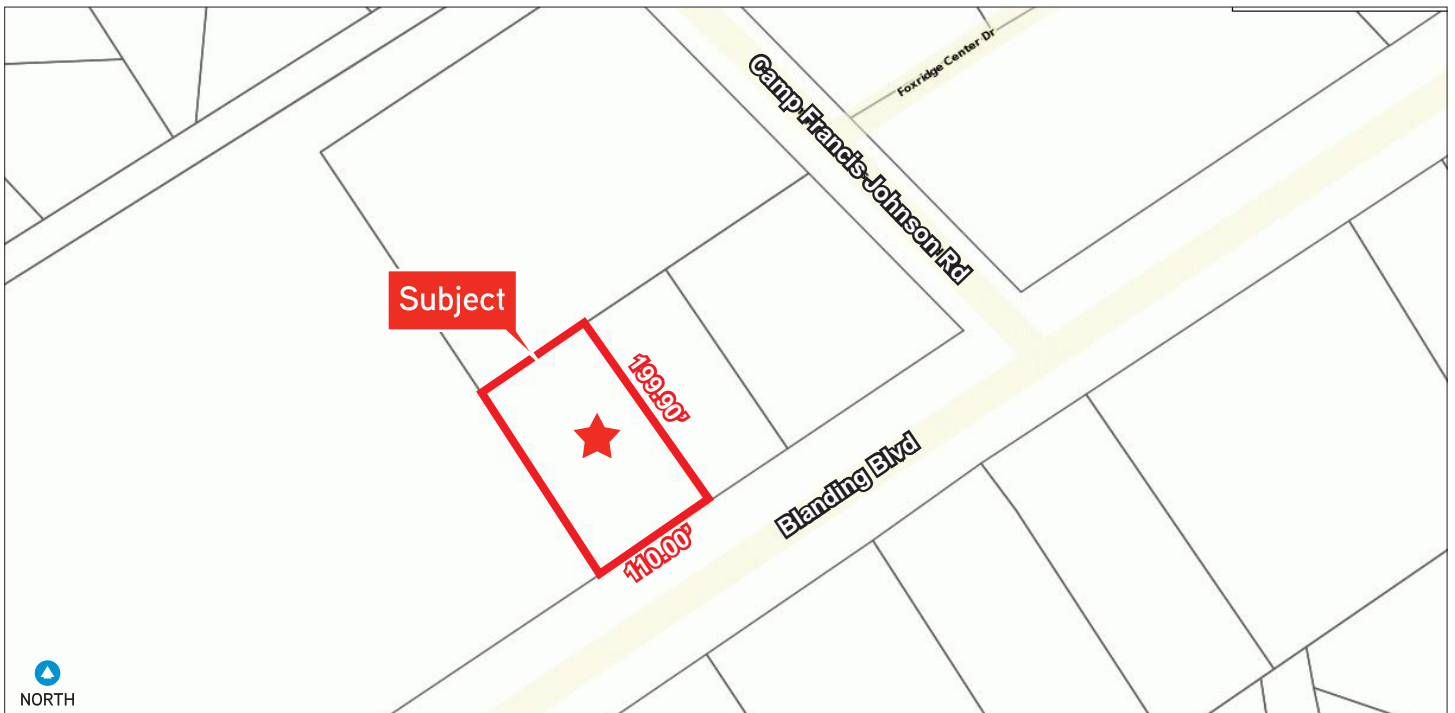 Foxridge Center Dr
Camp Francis Johnson Rd
Subject
199.90'
Blanding Blvd
110.00'
NORTH